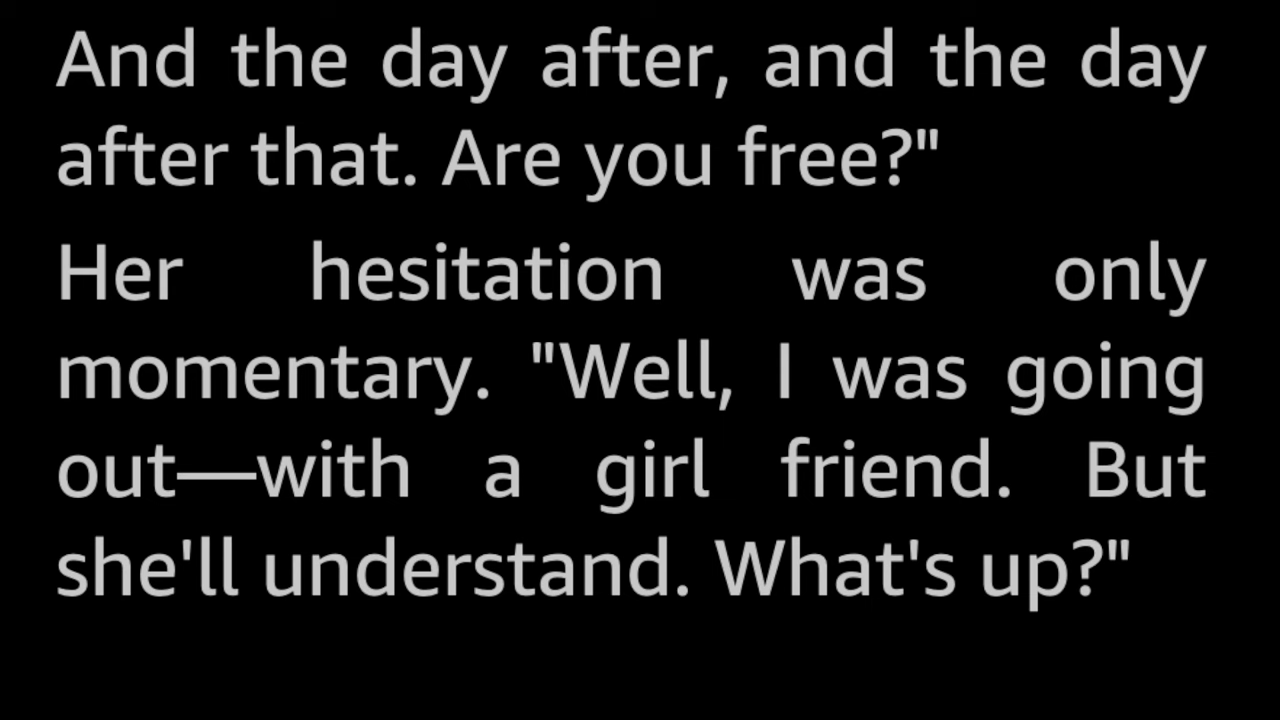 And the day after, and the day
after that. Are you free?"
Her hesitation was only
momentary. "Well, I was going
out—with a girl friend. But
she'll understand. What's up?"